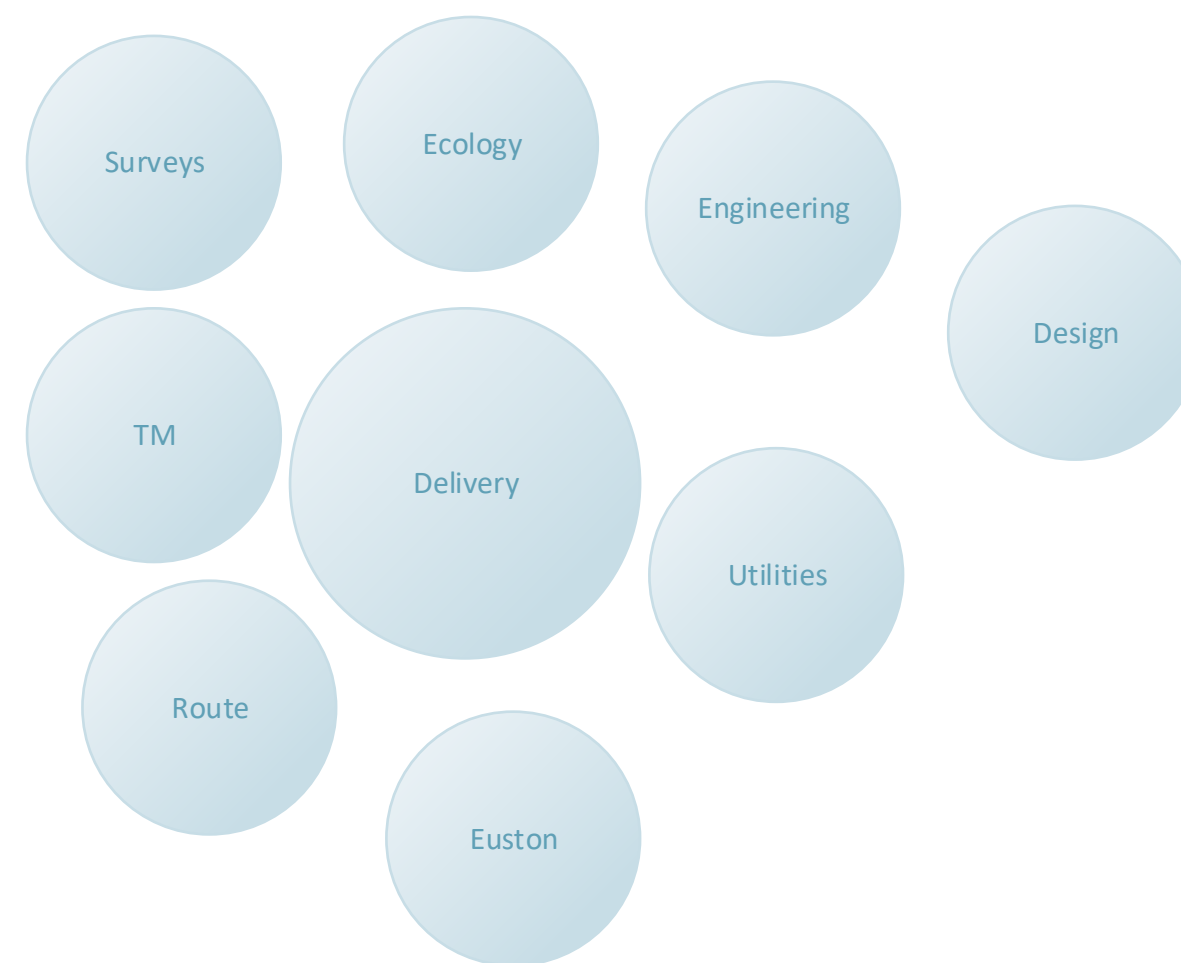 Surveys
Ecology
Engineering
Design
TM
Delivery
Utilities
Route
Euston